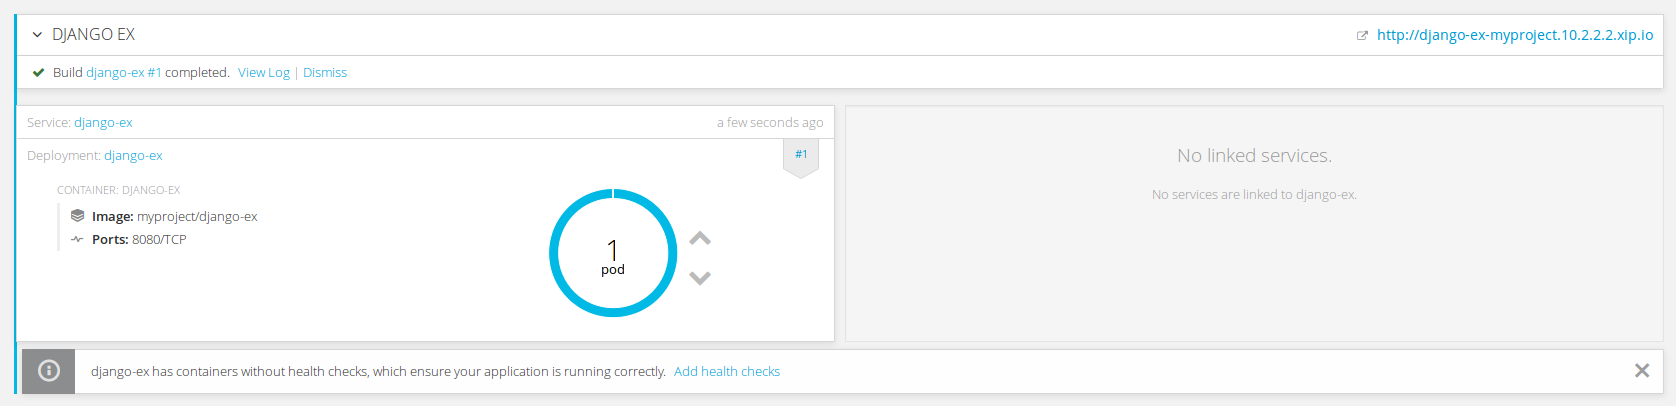 DJANGO EX
http://django-ex-myproject.10.2.2.2.xip.io
Build django-ex #1 completed. View Log | Dismiss
Service: django-ex
a few seconds ago
Deployment: django-ex
#1
CONTAINER: DJANGO-EX
Image: myproject/django-ex
Ports: 8080/TCP
1
pod
No linked services.
No services are linked to django-ex.
django-ex has containers without health checks, which ensure your application is running correctly. Add health checks